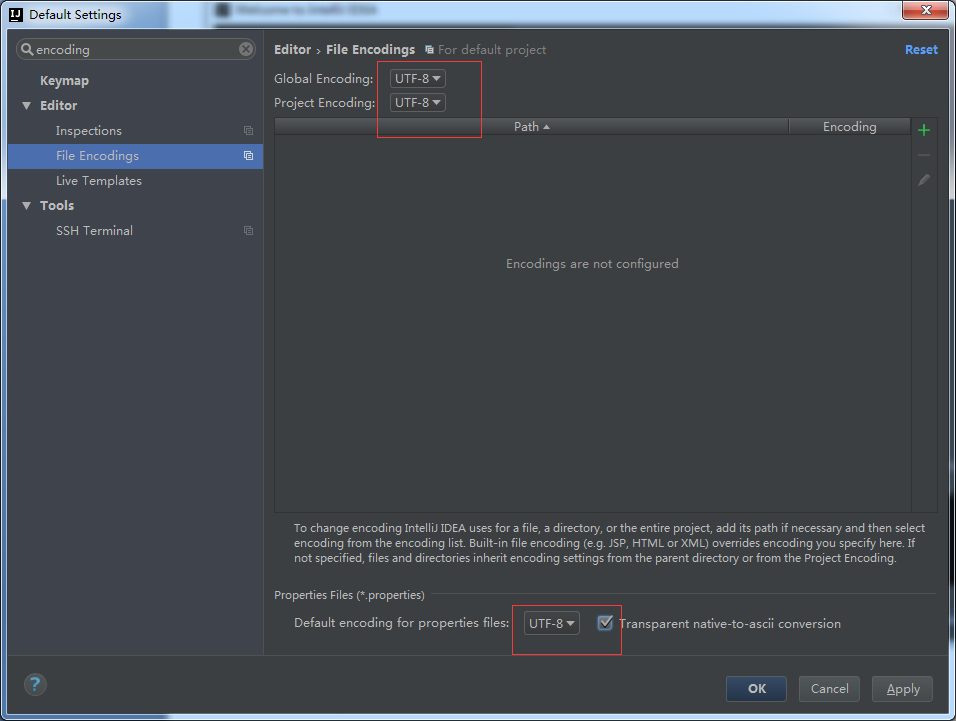 IJ Default Settings
Welcome to IntelliJ IDEA
encoding
Keymap
Editor
Inspections
File Encodings
Live Templates
Tools
SSH Terminal
Editor › File Encodings For default project
Reset
Global Encoding: UTF-8
Project Encoding: UTF-8
Path Encoding
Encodings are not configured
To change encoding IntelliJ IDEA uses for a file, a directory, or the entire project, add its path if necessary and then select
encoding from the encoding list. Built-in file encoding (e.g. JSP, HTML or XML) overrides encoding you specify here. If
not specified, files and directories inherit encoding settings from the parent directory or from the Project Encoding.
Properties Files (*.properties)
Default encoding for properties files: UTF-8 Transparent native-to-ascii conversion
?
OK Cancel Apply